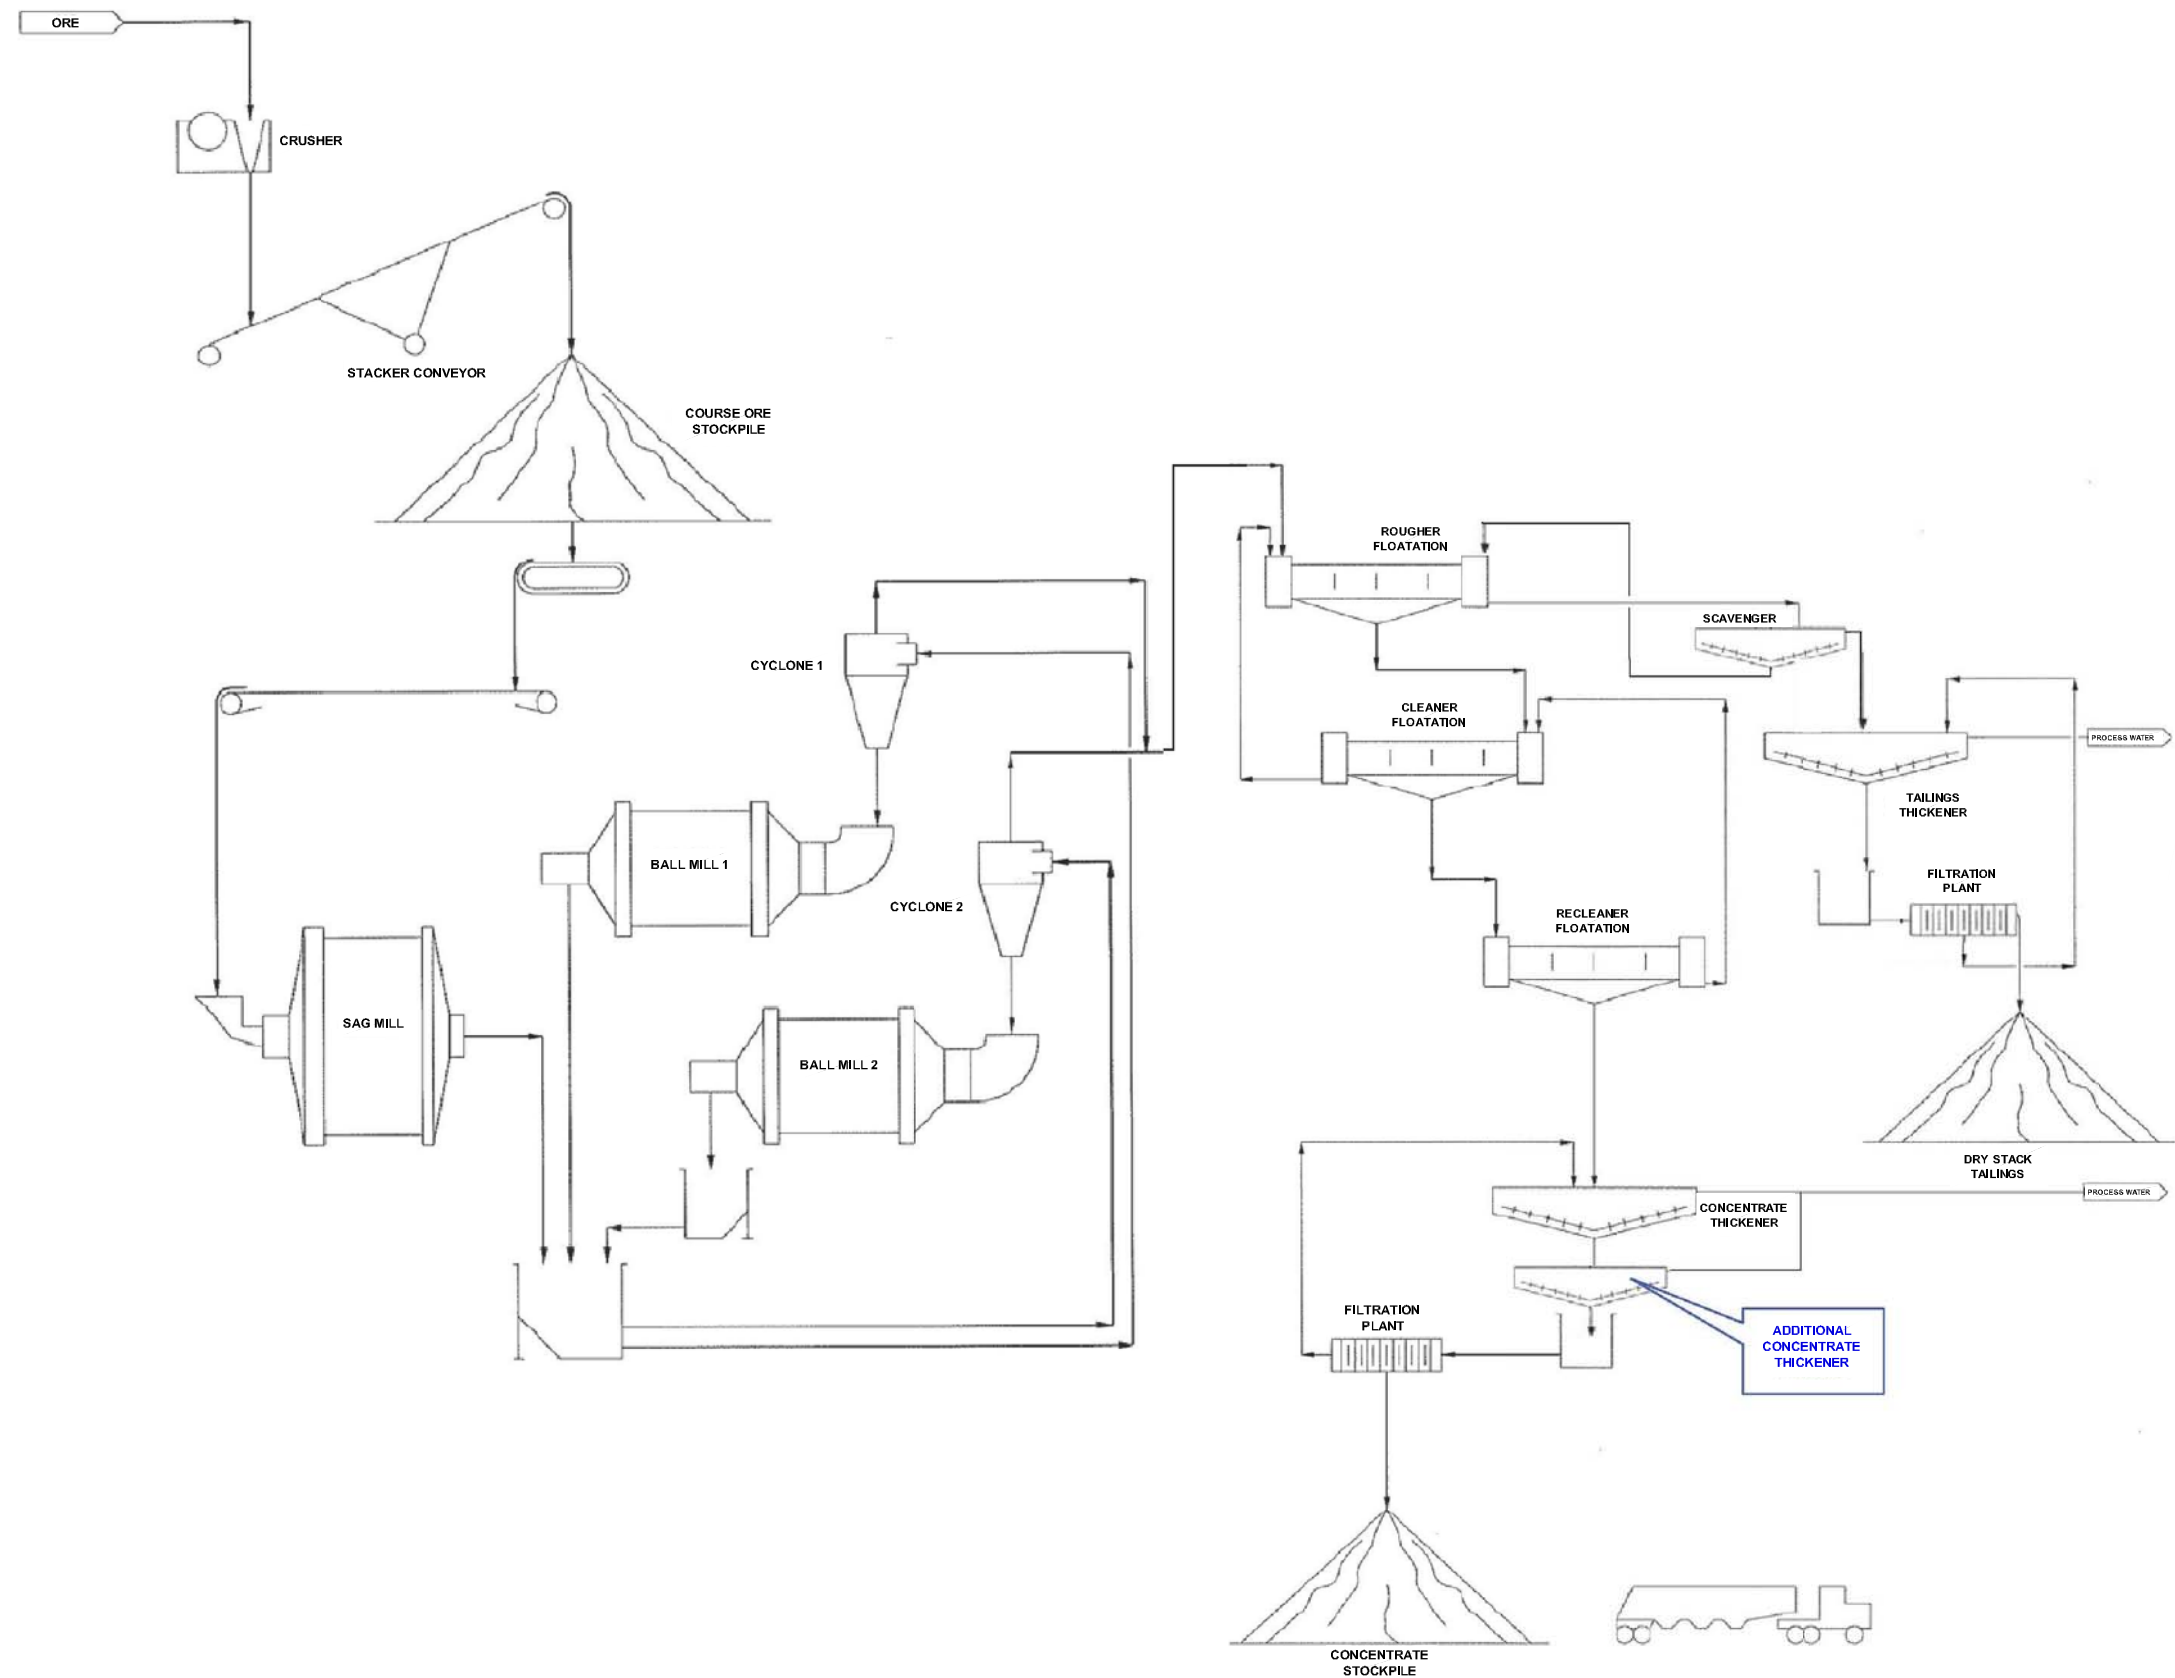 ORE
CRUSHER
STACKER CONVEYOR
COURSE ORE
STOCKPILE
CYCLONE 1
BALL MILL 1
CYCLONE 2
SAG MILL
BALL MILL 2
ROUGHER
FLOATATION
SCAVENGER
CLEANER
FLOATATION
PROCESS WATER
TAILINGS
THICKENER
FILTRATION
PLANT
RECLEANER
FLOATATION
DRY STACK
TAILINGS
PROCESS WATER
CONCENTRATE
THICKENER
FILTRATION
PLANT
ADDITIONAL
CONCENTRATE
THICKENER
CONCENTRATE
STOCKPILE